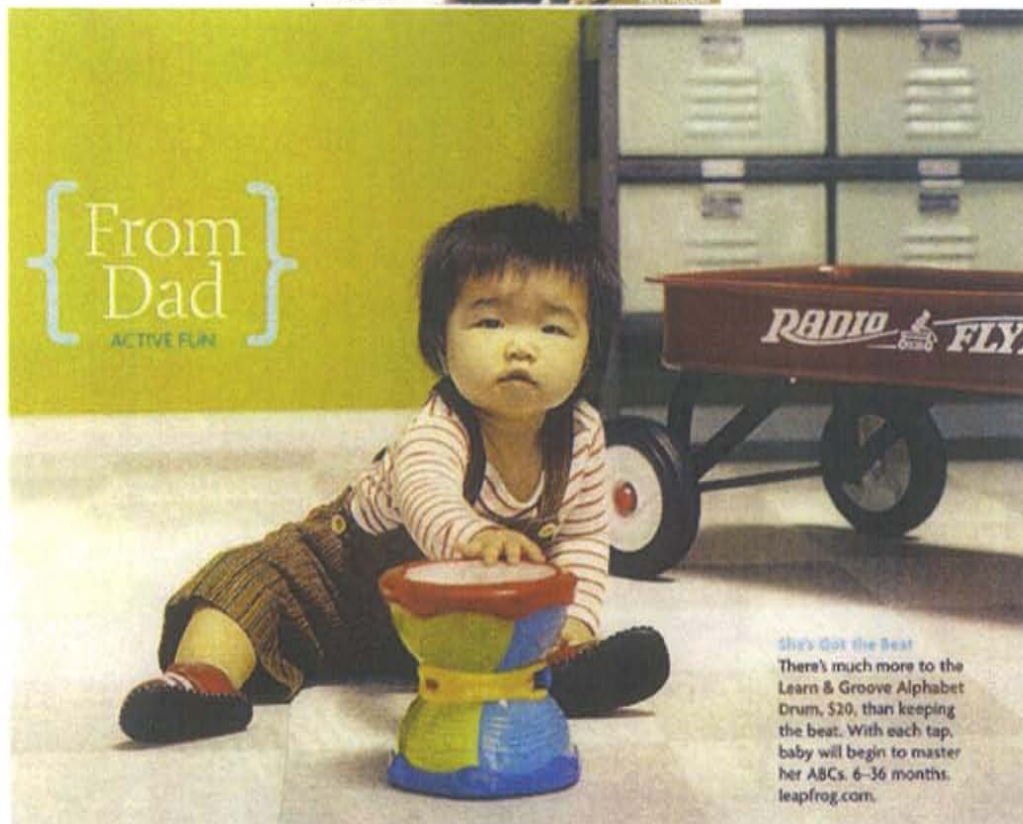 From
Dad
ACTIVE FUN
RADIO FLY
She's Got the Beat
There's much more to the
Learn & Groove Alphabet
Drum, $20, than keeping
the beat. With each tap,
baby will begin to master
her ABCs. 6–36 months.
leapfrog.com.